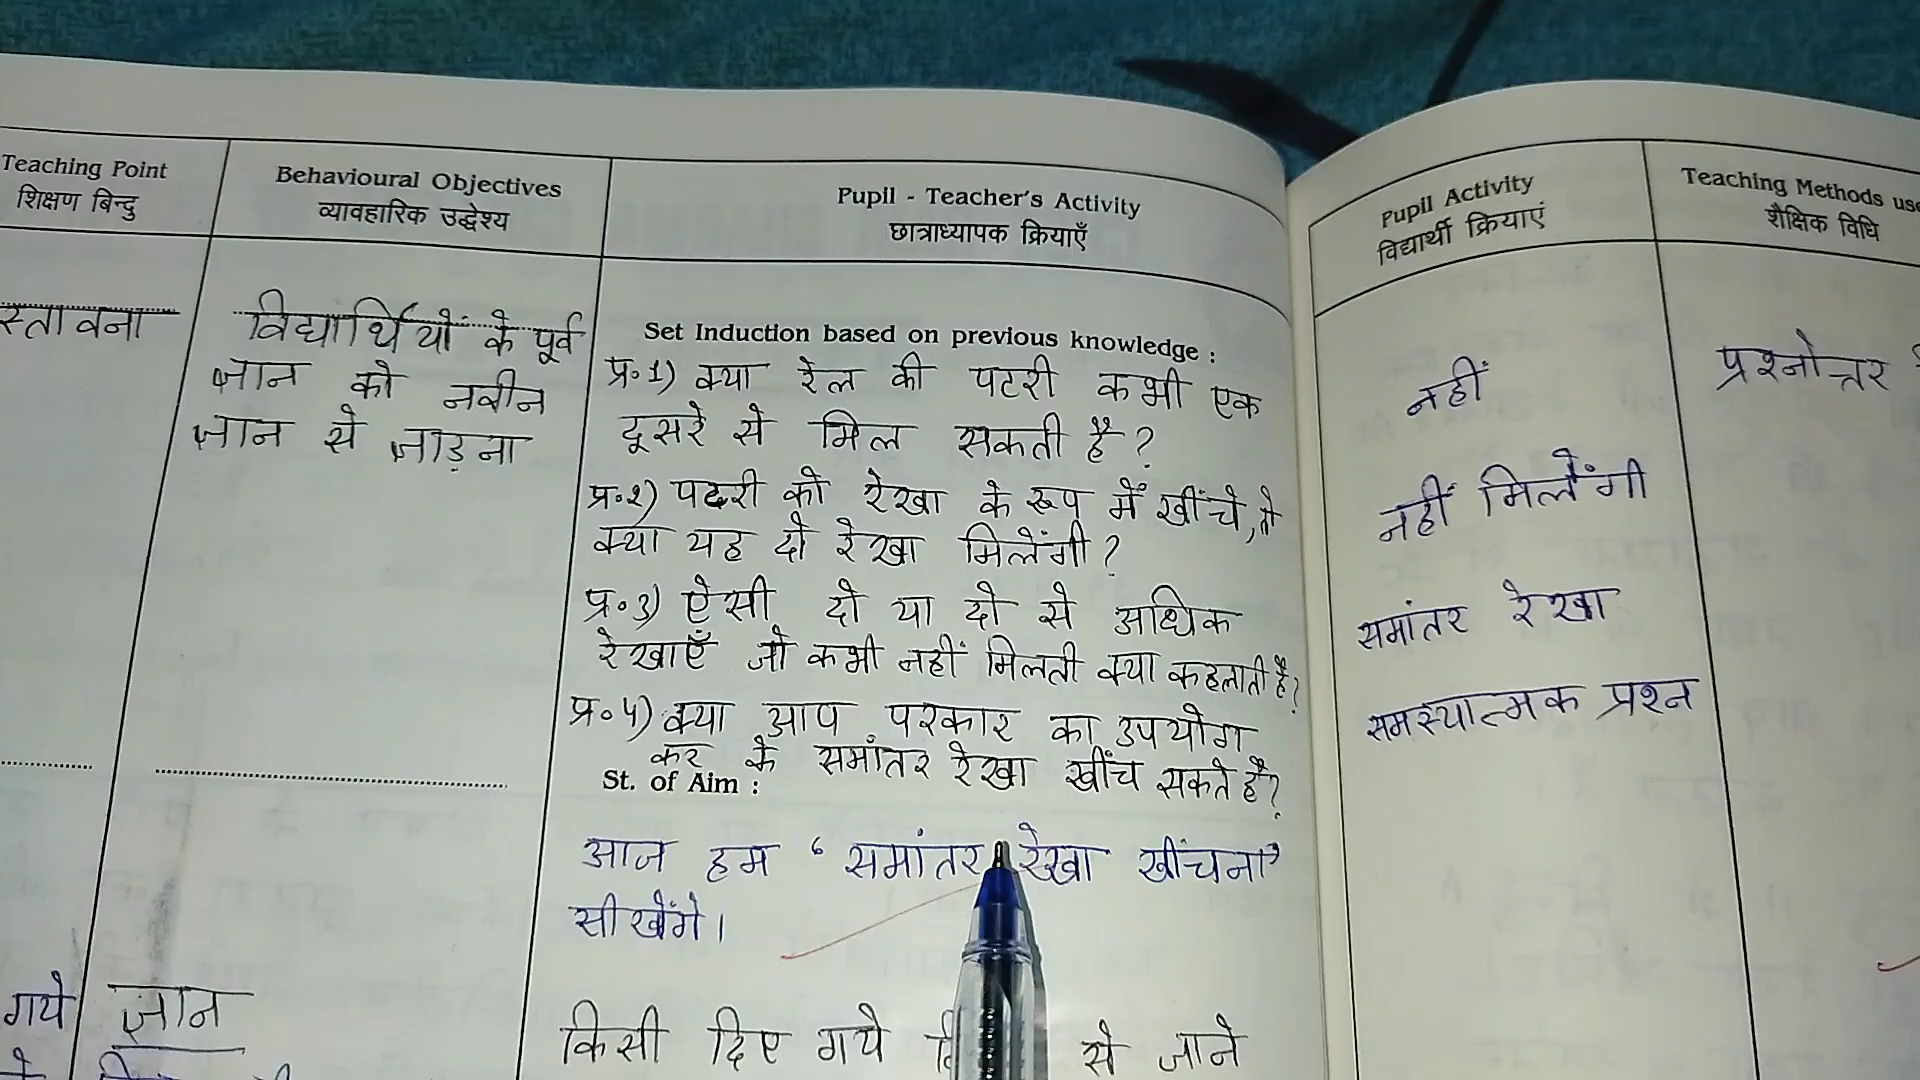 Teaching Point
शिक्षण बिन्दु
Behavioural Objectives
व्यावहारिक उद्धेश्य
Pupil - Teacher's Activity
छात्राध्यापक क्रियाएँ
Pupil Activity
विद्यार्थी क्रियाएं
Teaching Methods
शैक्षिक विधि
स्तावना
विद्यार्थियों के पूर्व
ज्ञान को नवीन
ज्ञान से जोड़ना
Set Induction based on previous knowledge :
प्र.1) क्या रेल की पटरी कभी एक
दूसरे से मिल सकती है ?
प्र.2) पटरी को रेखा के रूप में खींचे, तो
क्या यह दो रेखा मिलेंगी ?
प्र.3) ऐसी दो या दो से अधिक
रेखाएँ जो कभी नहीं मिलती क्या कहलाती है ?
प्र.4) क्या आप परकार का उपयोग
कर के समांतर रेखा खींच सकते है ?
St. of Aim :
आज हम ‘ समांतर रेखा खींचना ’
सीखेंगे ।
किसी दिए गये से जाने
नहीं
नहीं मिलेंगी
समांतर रेखा
समस्यात्मक प्रश्न
प्रश्नोत्तर
गये
ज्ञान